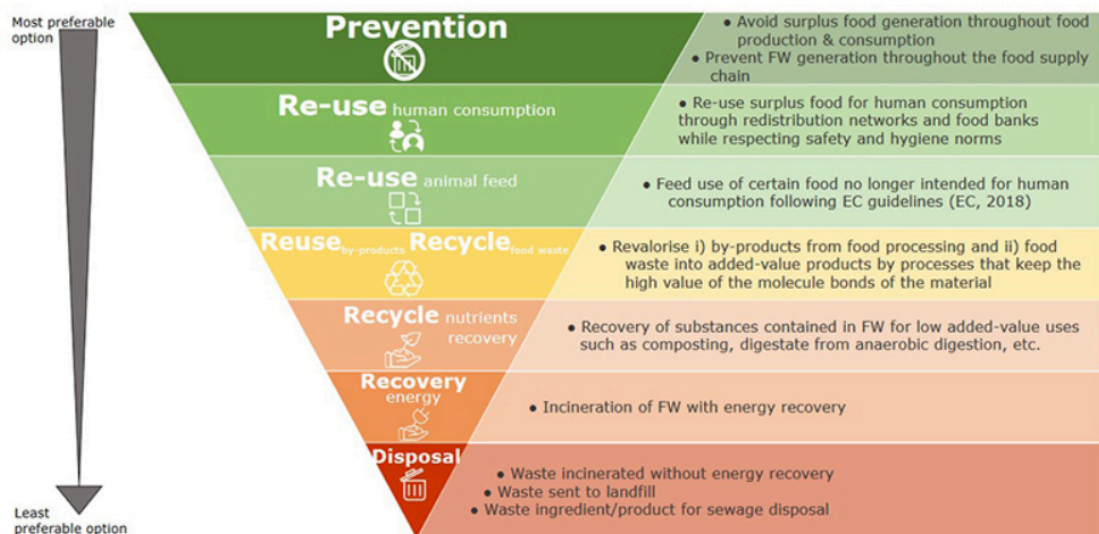 Most preferable
option
Prevention
● Avoid surplus food generation throughout food
production & consumption
● Prevent FW generation throughout the food supply
chain
Re-use human consumption
● Re-use surplus food for human consumption
through redistribution networks and food banks
while respecting safety and hygiene norms
Re-use animal feed
● Feed use of certain food no longer intended for human
consumption following EC guidelines (EC, 2018)
Reuse by-products Recycle food waste
● Revalorise i) by-products from food processing and ii) food
waste into added-value products by processes that keep the
high value of the molecule bonds of the material
Recycle nutrients
recovery
● Recovery of substances contained in FW for low added-value uses
such as composting, digestate from anaerobic digestion, etc.
Recovery
energy
● Incineration of FW with energy recovery
Disposal
● Waste incinerated without energy recovery
● Waste sent to landfill
● Waste ingredient/product for sewage disposal
Least
preferable option